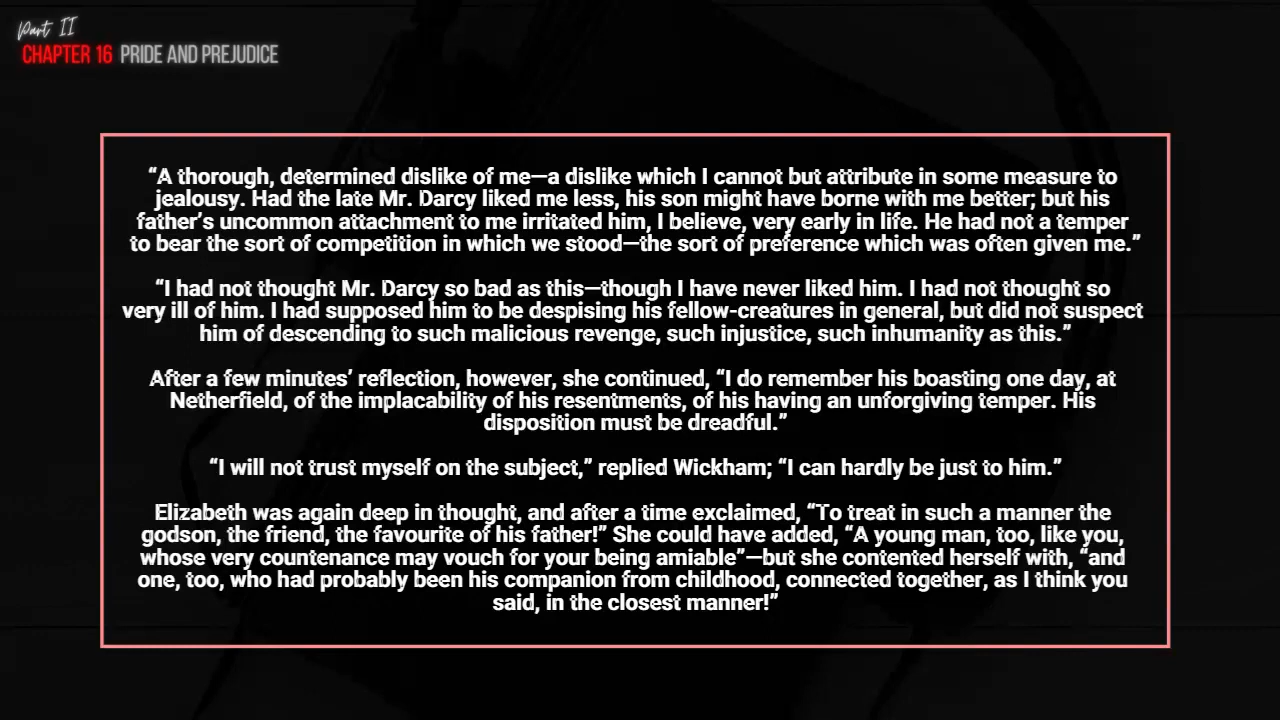 Part II
CHAPTER 16 PRIDE AND PREJUDICE
“A thorough, determined dislike of me—a dislike which I cannot but attribute in some measure to
jealousy. Had the late Mr. Darcy liked me less, his son might have borne with me better; but his
father’s uncommon attachment to me irritated him, I believe, very early in life. He had not a temper
to bear the sort of competition in which we stood—the sort of preference which was often given me.”
“I had not thought Mr. Darcy so bad as this—though I have never liked him. I had not thought so
very ill of him. I had supposed him to be despising his fellow-creatures in general, but did not suspect
him of descending to such malicious revenge, such injustice, such inhumanity as this.”
After a few minutes’ reflection, however, she continued, “I do remember his boasting one day, at
Netherfield, of the implacability of his resentments, of his having an unforgiving temper. His
disposition must be dreadful.”
“I will not trust myself on the subject,” replied Wickham; “I can hardly be just to him.”
Elizabeth was again deep in thought, and after a time exclaimed, “To treat in such a manner the
godson, the friend, the favourite of his father!” She could have added, “A young man, too, like you,
whose very countenance may vouch for your being amiable”—but she contented herself with, “and
one, too, who had probably been his companion from childhood, connected together, as I think you
said, in the closest manner!”